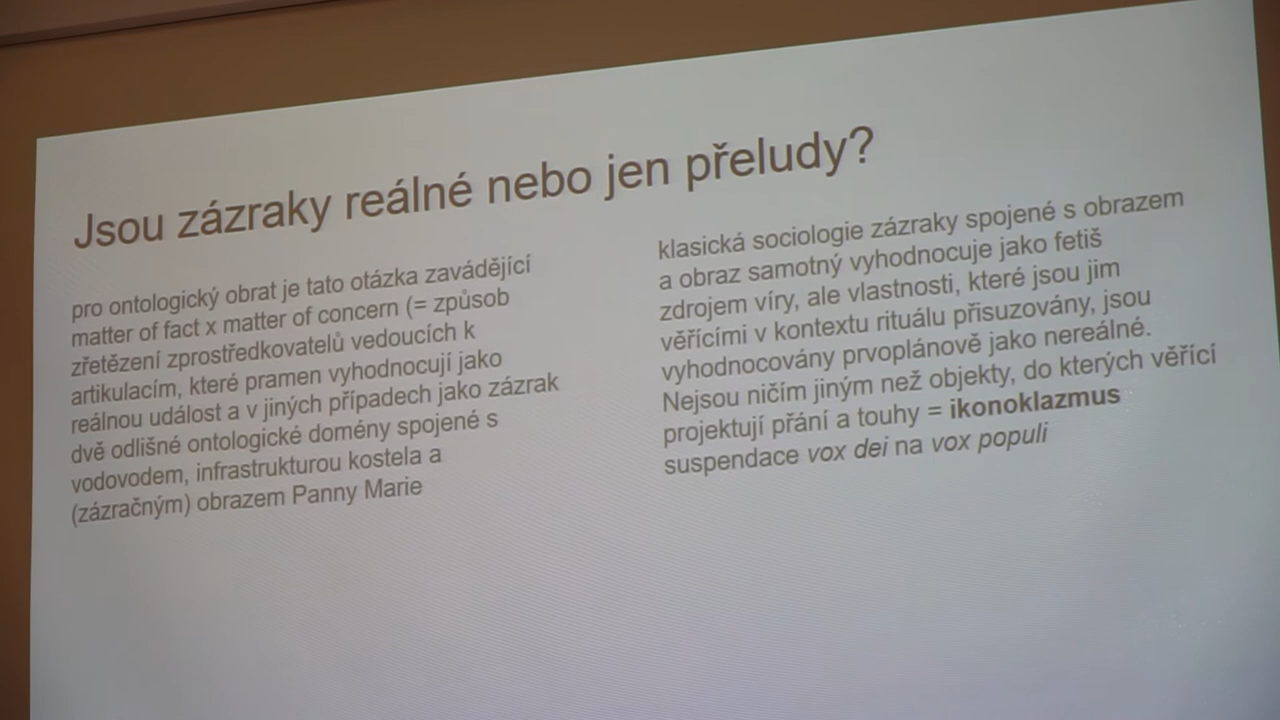 Jsou zázraky reálné nebo jen přeludy?
pro ontologický obrat je tato otázka zavádějící
matter of fact x matter of concern (= způsob
zřetězení zprostředkovatelů vedoucích k
artikulacím, které pramen vyhodnocují jako
reálnou událost a v jiných případech jako zázrak
dvě odlišné ontologické domény spojené s
vodovodem, infrastrukturou kostela a
(zázračným) obrazem Panny Marie
klasická sociologie zázraky spojené s obrazem
a obraz samotný vyhodnocuje jako fetiš
zdrojem víry, ale vlastnosti, které jsou jim
věřícími v kontextu rituálu přisuzovány, jsou
vyhodnocovány prvoplánově jako nereálné.
Nejsou ničím jiným než objekty, do kterých věřící
projektují přání a touhy = ikonoklazmus
suspendace vox dei na vox populi